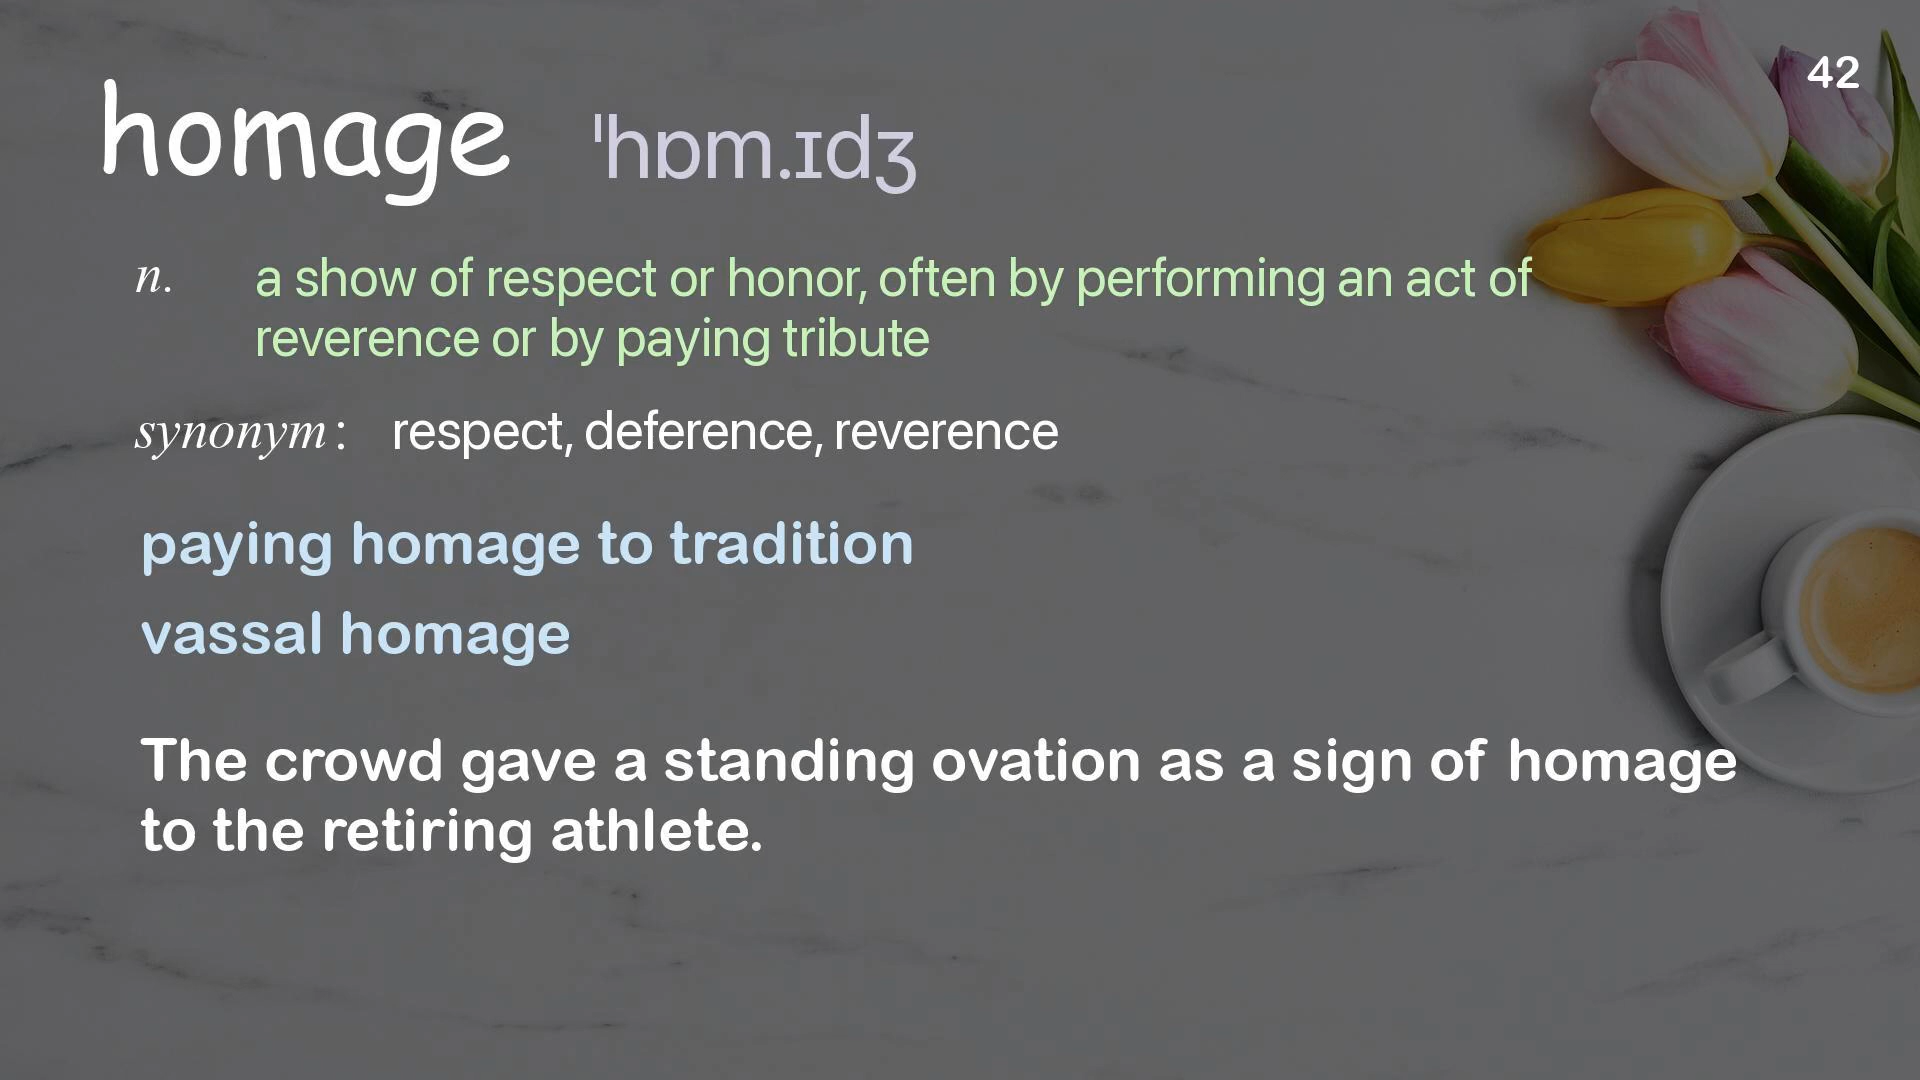 42
homage ˈhɒm.ɪdʒ
n. a show of respect or honor, often by performing an act of
reverence or by paying tribute
synonym: respect, deference, reverence
paying homage to tradition
vassal homage
The crowd gave a standing ovation as a sign of homage
to the retiring athlete.